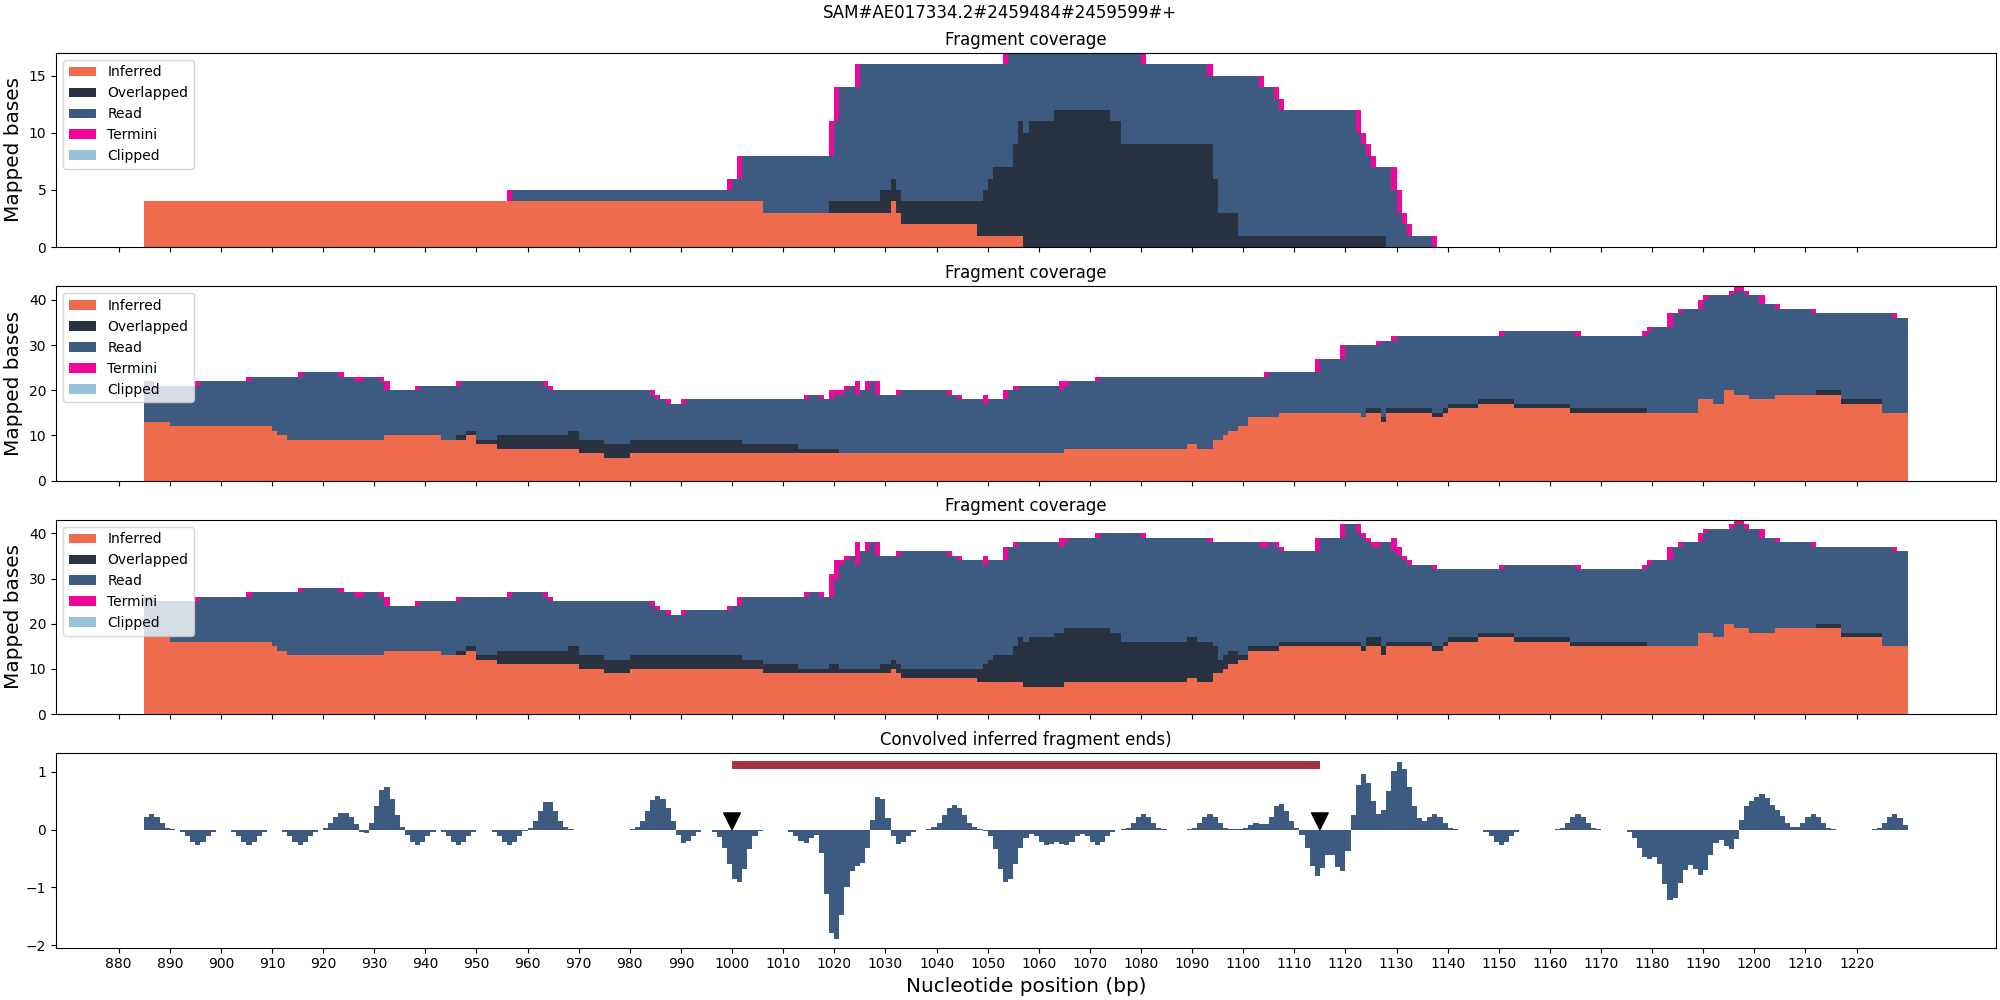 SAM#AE017334.2#2459484#2459599#+
Fragment coverage
Mapped bases
15
10
5
0
Inferred
Overlapped
Read
Termini
Clipped
Fragment coverage
Mapped bases
40
30
20
10
0
Inferred
Overlapped
Read
Termini
Clipped
Fragment coverage
Mapped bases
40
30
20
10
0
Inferred
Overlapped
Read
Termini
Clipped
Convolved inferred fragment ends)
1
0
−1
−2
880 890 900 910 920 930 940 950 960 970 980 990 1000 1010 1020 1030 1040 1050 1060 1070 1080 1090 1100 1110 1120 1130 1140 1150 1160 1170 1180 1190 1200 1210 1220
Nucleotide position (bp)